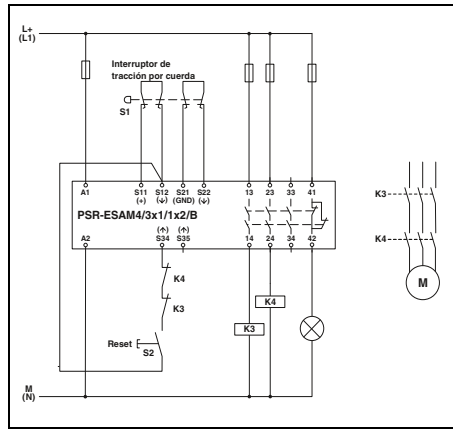 L+
(L1)
Interruptor de
tracción por cuerda
S1
A1 S11 S12 S21 S22 13 23 33 41
(+) (↓) (GND) (↓)
PSR-ESAM4/3x1/1x2/B
(↑) (↑)
A2 S34 S35 14 24 34 42
K3
K4
M
K4
K3
K4
K3
Reset
S2
M
(N)